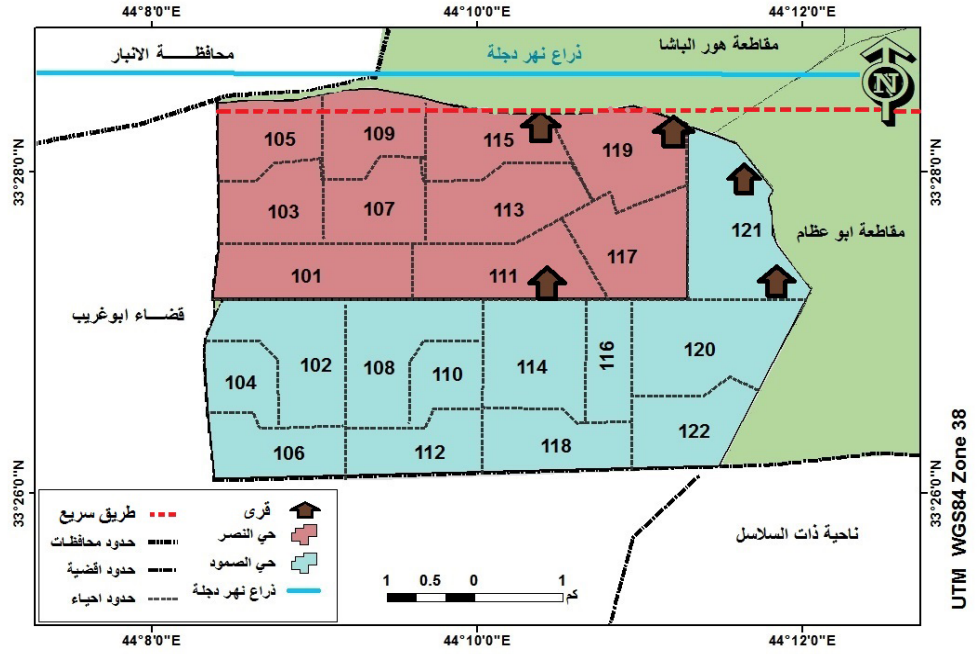 44°8'0"E
44°10'0"E
44°12'0"E
محافظـــــة الانبار
ذراع نهر دجلة
مقاطعة هور الباشا
N
33°28'0"N
33°28'0"N
105
109
115
119
103
107
113
121
مقاطعة ابو عظام
117
101
111
قضـــاء ابوغريب
102
108
114
116
120
104
110
106
112
118
122
33°26'0"N
33°26'0"N
ناحية ذات السلاسل
طريق سريع
حدود محافظات
حدود اقضية
حدود احياء
قرى
حي النصر
حي الصمود
ذراع نهر دجلة
1 0.5 0 1
كم
UTM WGS84 Zone 38
44°8'0"E
44°10'0"E
44°12'0"E